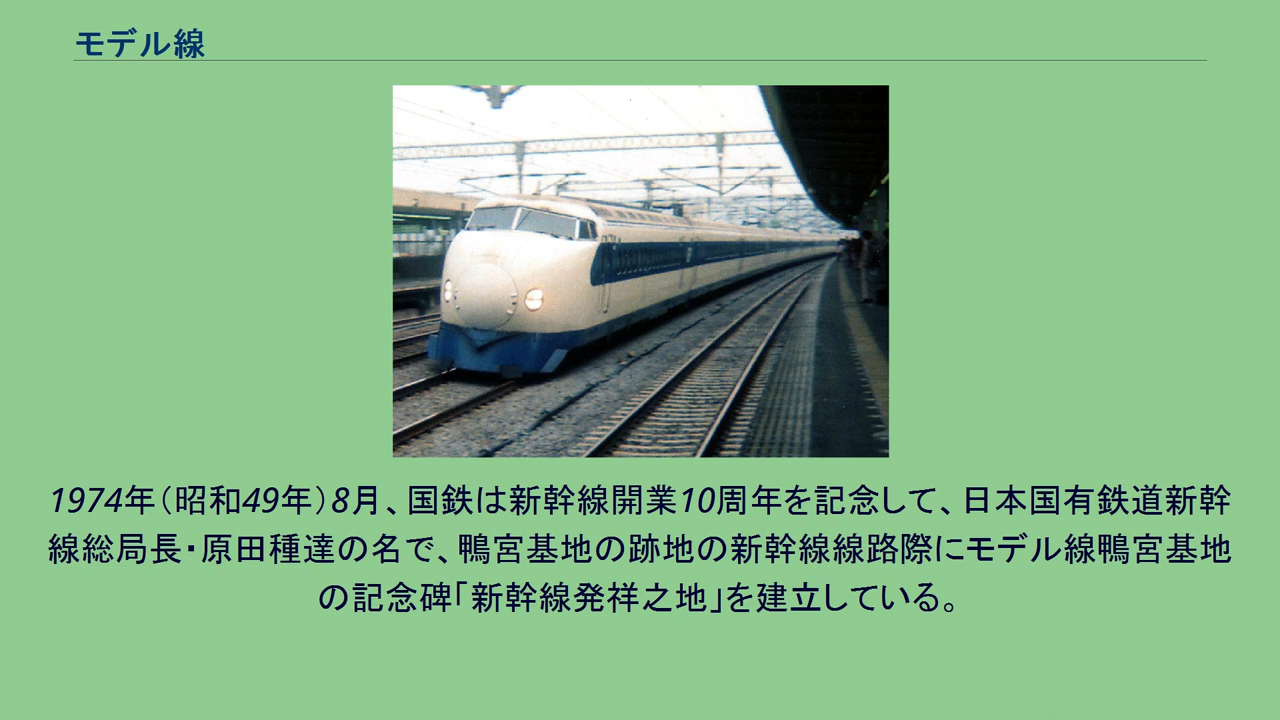 モデル線
1974年（昭和49年）8月、国鉄は新幹線開業10周年を記念して、日本国有鉄道新幹
線総局長・原田種達の名で、鴨宮基地の跡地の新幹線線路際にモデル線鴨宮基地
の記念碑「新幹線発祥之地」を建立している。